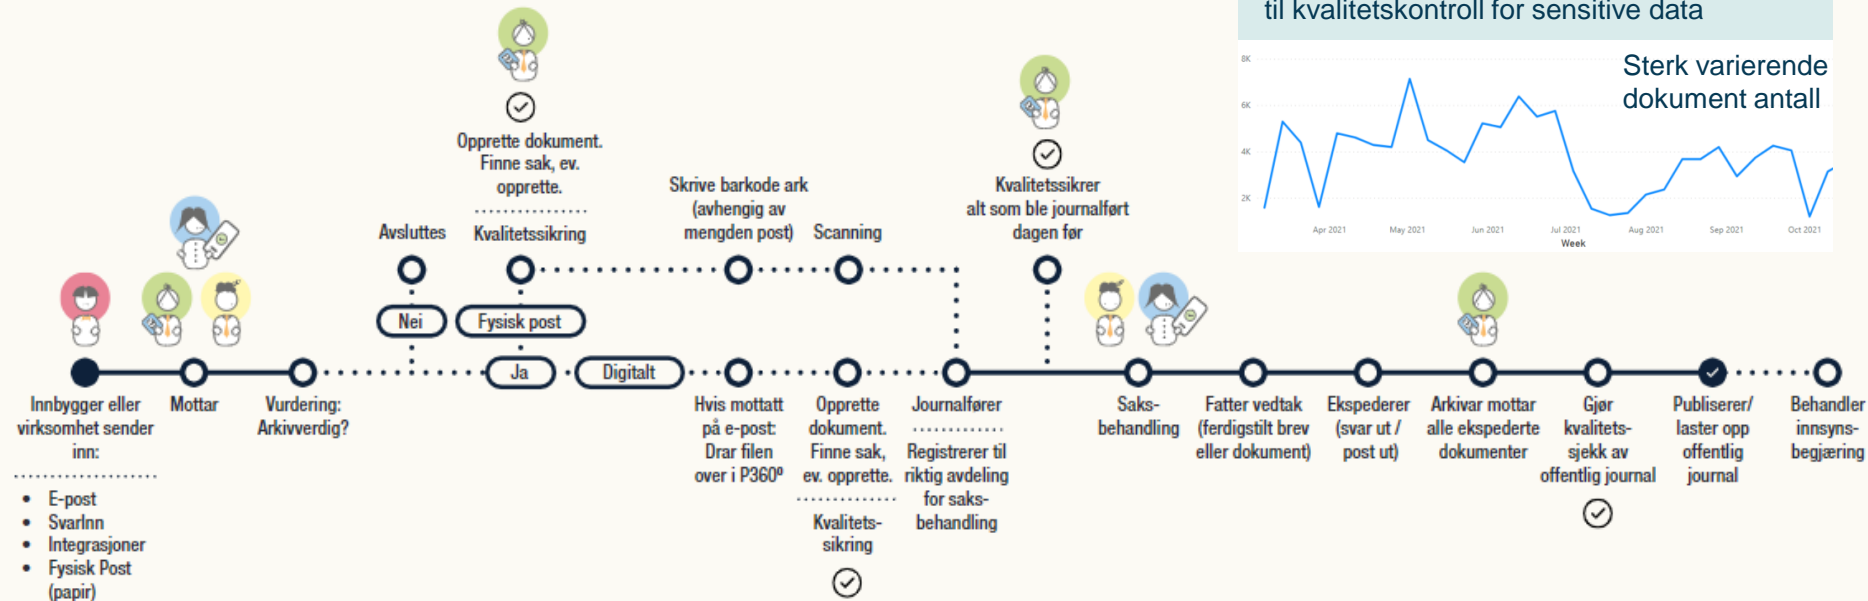 til kvalitetskontroll for sensitive data
Sterk varierende
dokument antall
8K
6K
4K
2K
Apr 2021
May 2021
Jun 2021
Jul 2021
Aug 2021
Sep 2021
Oct 2021
Week
Opprette dokument.
Finne sak, ev.
opprette.
Kvalitetssikring
Avsluttes
Skrive barkode ark
(avhengig av
mengden post)
Scanning
Kvalitetssikrer
alt som ble journalført
dagen før
Nei
Fysisk post
Ja
Digitalt
Innbygger eller
virksomhet sender
inn:
• E-post
• SvarInn
• Integrasjoner
• Fysisk Post
(papir)
Mottar
Vurdering:
Arkivverdig?
Hvis mottatt
på e-post:
Drar filen
over i P360º
Opprette
dokument.
Finne sak,
ev. opprette.
Kvalitets-
sikring
Journalfører
Registrerer til
riktig avdeling
for saks-
behandling
Saks-
behandling
Fatter vedtak
(ferdigstilt brev
eller dokument)
Ekspederer
(svar ut /
post ut)
Arkivar mottar
alle ekspederte
dokumenter
Gjør
kvalitets-
sjekk av
offentlig journal
Publiserer/
laster opp
offentlig
journal
Behandler
innsyns-
begjæring